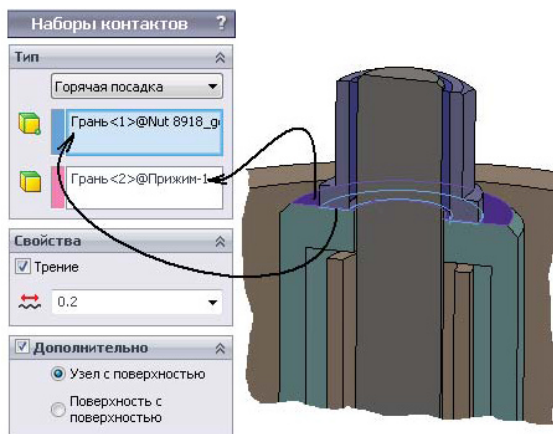 Наборы контактов ?
Тип
Горячая посадка
Грань<1>@Nut 8918_g
Грань<2>@Прижим-1
Свойства
Трение
0.2
Дополнительно
Узел с поверхностью
Поверхность с
поверхностью